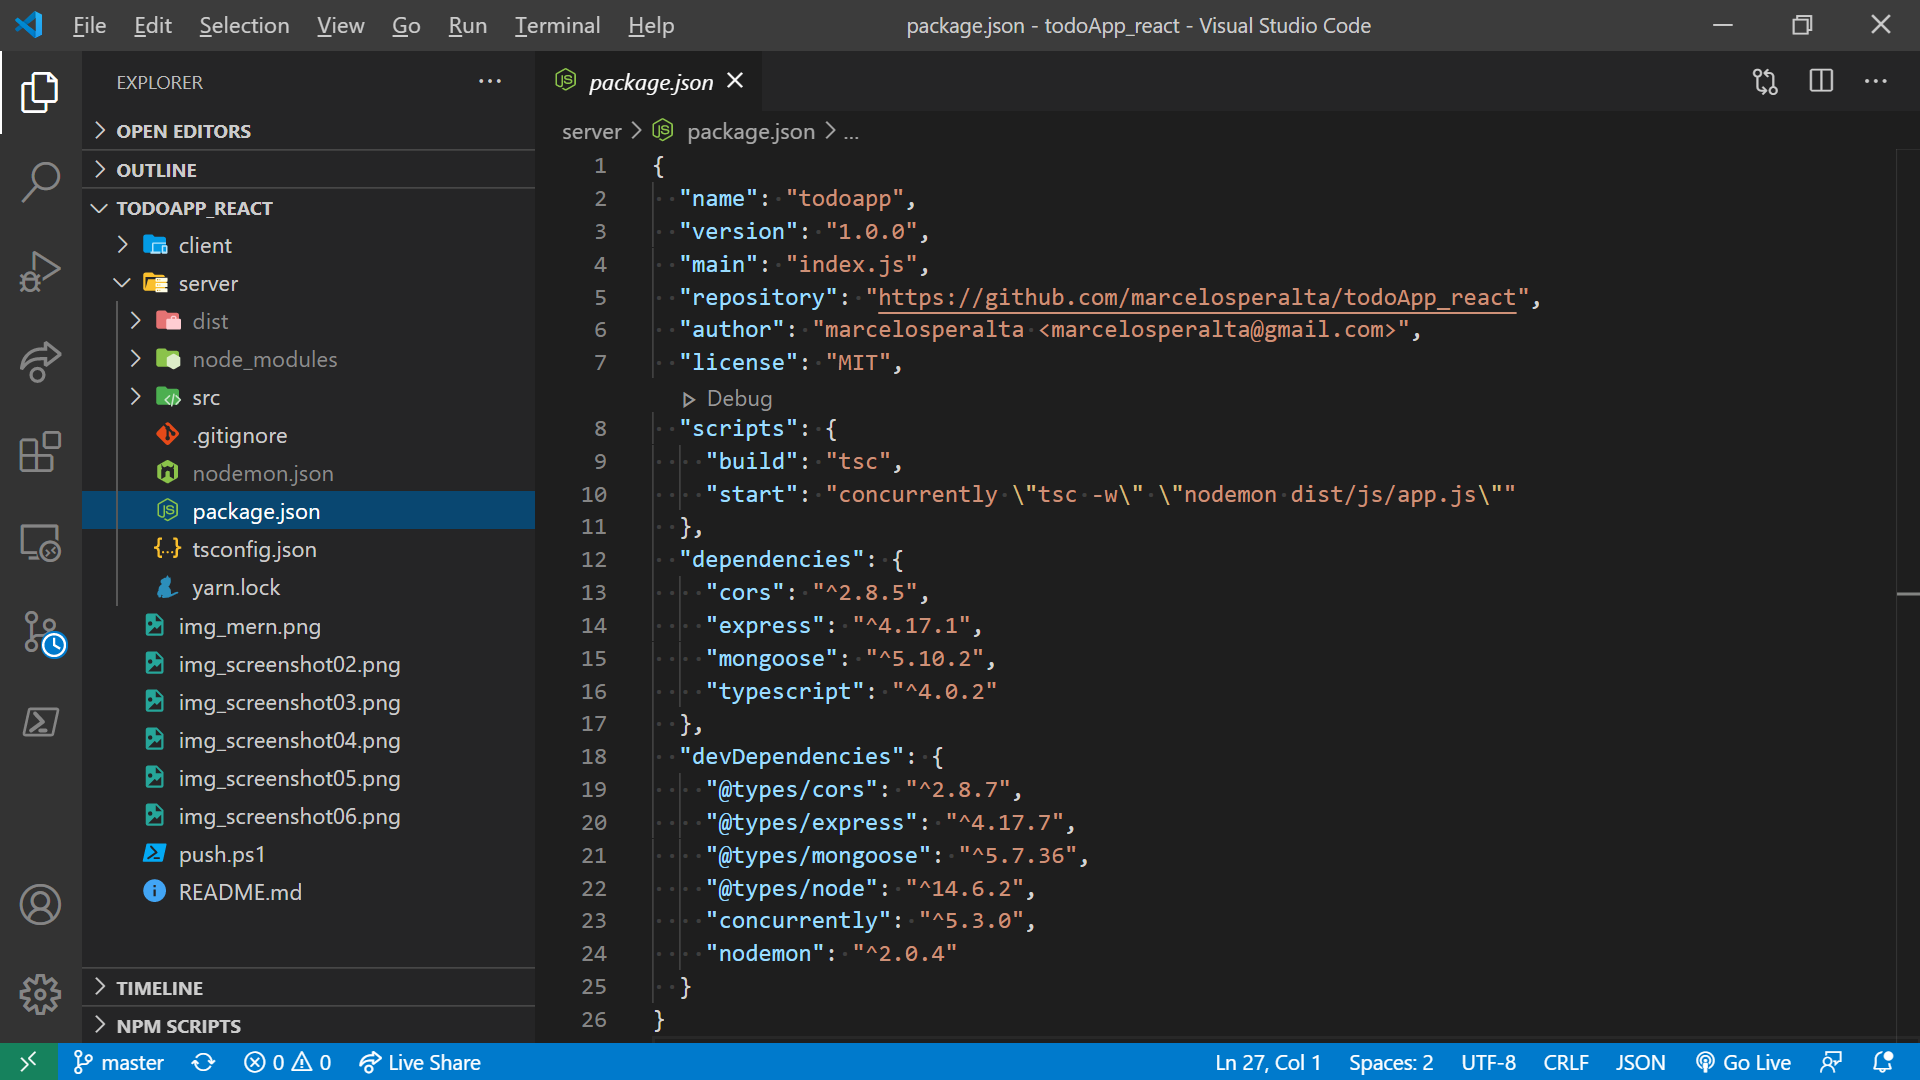 File Edit Selection View Go Run Terminal Help
package.json - todoApp_react - Visual Studio Code
EXPLORER
OPEN EDITORS
OUTLINE
TODOAPP_REACT
client
server
dist
node_modules
src
.gitignore
nodemon.json
package.json
tsconfig.json
yarn.lock
img_mern.png
img_screenshot02.png
img_screenshot03.png
img_screenshot04.png
img_screenshot05.png
img_screenshot06.png
push.ps1
README.md
TIMELINE
NPM SCRIPTS
package.json
server > package.json > ...
1 {
2 "name": "todoapp",
3 "version": "1.0.0",
4 "main": "index.js",
5 "repository": "https://github.com/marcelosperalta/todoApp_react",
6 "author": "marcelosperalta <marcelosperalta@gmail.com>",
7 "license": "MIT",
Debug
8 "scripts": {
9 "build": "tsc",
10 "start": "concurrently \"tsc -w\" \"nodemon dist/js/app.js\""
11 },
12 "dependencies": {
13 "cors": "^2.8.5",
14 "express": "^4.17.1",
15 "mongoose": "^5.10.2",
16 "typescript": "^4.0.2"
17 },
18 "devDependencies": {
19 "@types/cors": "^2.8.7",
20 "@types/express": "^4.17.7",
21 "@types/mongoose": "^5.7.36",
22 "@types/node": "^14.6.2",
23 "concurrently": "^5.3.0",
24 "nodemon": "^2.0.4"
25 }
26 }
master 0 0 Live Share Ln 27, Col 1 Spaces: 2 UTF-8 CRLF JSON Go Live